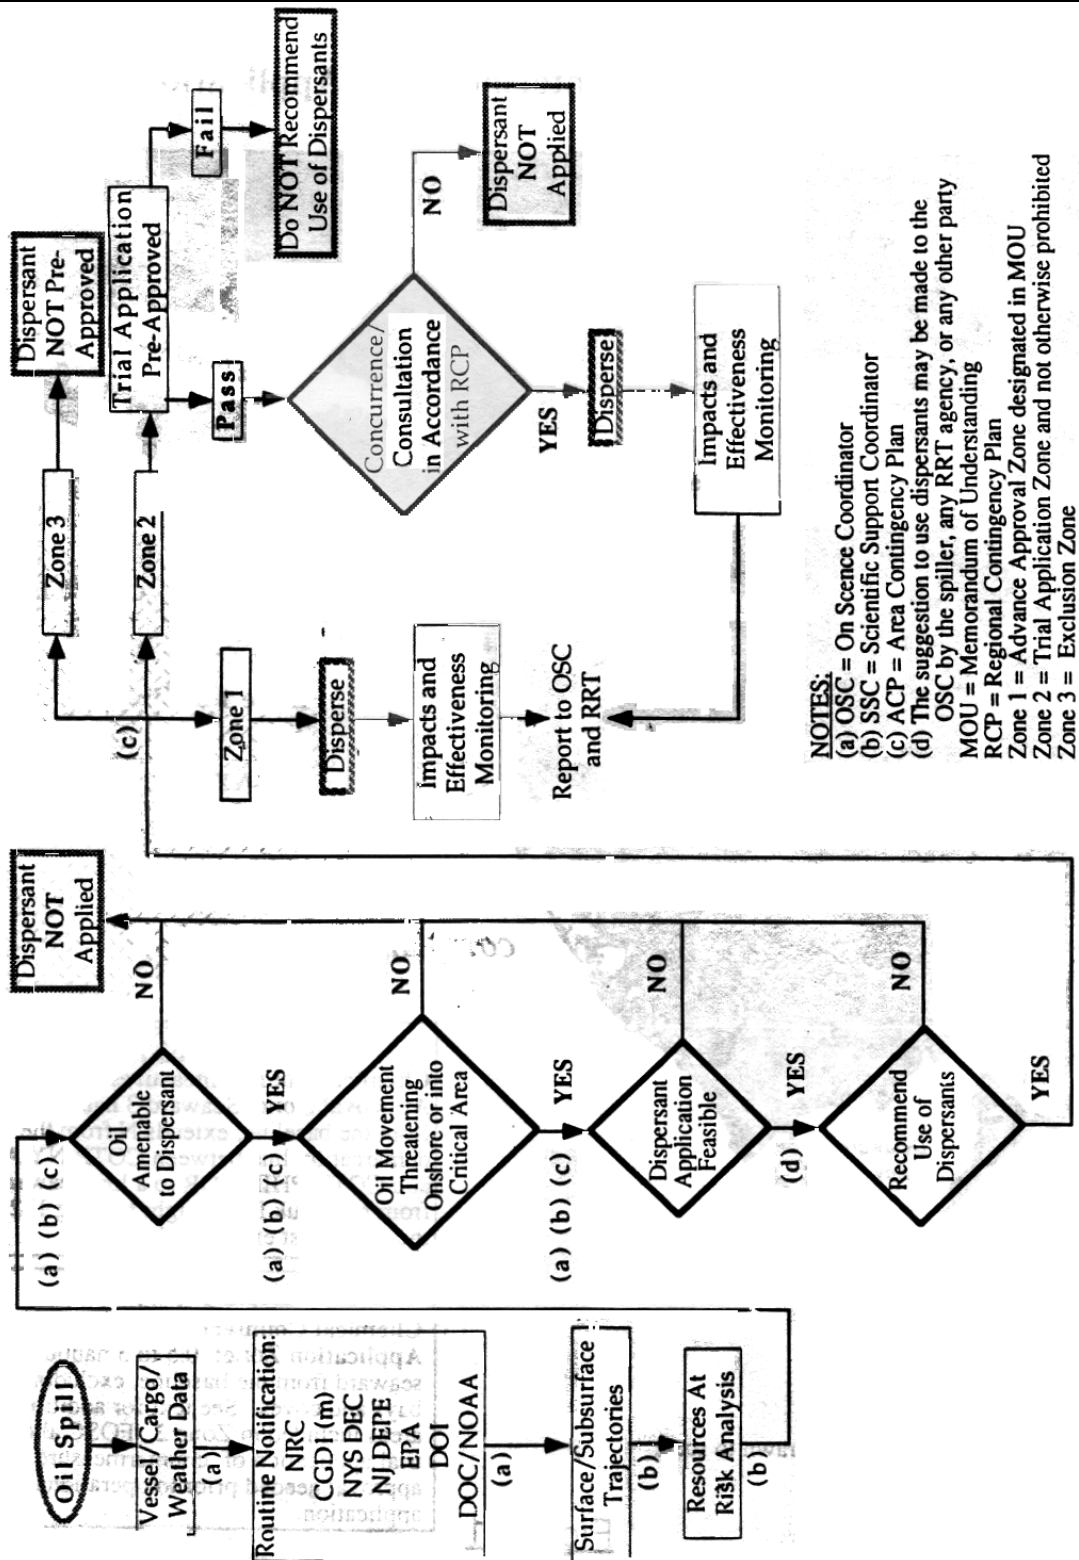 Oil Spill
Vessel/Cargo/
Weather Data
(a)
Routine Notification:
NRC
CGD1(m)
NYS DEC
NJ DEPE
EPA
DOI
DOC/NOAA
(a)
Surface/Subsurface
Trajectories
(b)
Resources At
Risk Analysis
(b)
(a) (b) (c)
Oil
Amenable
to Dispersant
NO
Dispersant
NOT
Applied
(a) (b) (c) YES
Oil Movement
Threatening
Onshore or into
Critical Area
NO
(a) (b) (c) YES
Dispersant
Application
Feasible
NO
(d) YES
Recommend
Use of
Dispersants
NO
YES
(c)
Zone 3
Dispersant
NOT Pre-
Approved
Zone 2
Trial Application
Pre-Approved
Fail
Do NOT Recommend
Use of Dispersants
Pass
Concurrence/
Consultation
in Accordance
with RCP
NO
Dispersant
NOT
Applied
YES
Disperse
Impacts and
Effectiveness
Monitoring
Zone 1
Disperse
Impacts and
Effectiveness
Monitoring
Report to OSC
and RRT
NOTES:
(a) OSC = On Scence Coordinator
(b) SSC = Scientific Support Coordinator
(c) ACP = Area Contingency Plan
(d) The suggestion to use dispersants may be made to the
OSC by the spiller, any RRT agency, or any other party
MOU = Memorandum of Understanding
RCP = Regional Contingency Plan
Zone 1 = Advance Approval Zone designated in MOU
Zone 2 = Trial Application Zone and not otherwise prohibited
Zone 3 = Exclusion Zone